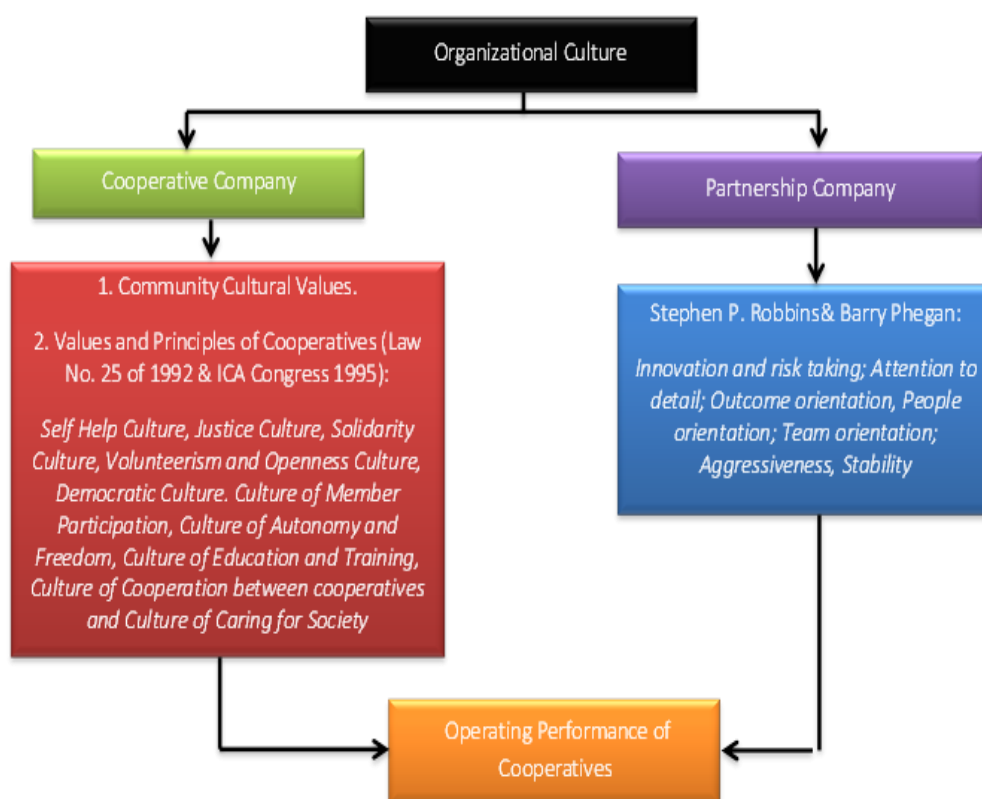 Organizational Culture
Cooperative Company
Partnership Company
1. Community Cultural Values.
2. Values and Principles of Cooperatives (Law
No. 25 of 1992 & ICA Congress 1995):
Self Help Culture, Justice Culture, Solidarity
Culture, Volunteerism and Openness Culture,
Democratic Culture. Culture of Member
Participation, Culture of Autonomy and
Freedom, Culture of Education and Training,
Culture of Cooperation between cooperatives
and Culture of Caring for Society
Stephen P. Robbins& Barry Phegan:
Innovation and risk taking; Attention to
detail; Outcome orientation, People
orientation; Team orientation;
Aggressiveness, Stability
Operating Performance of
Cooperatives